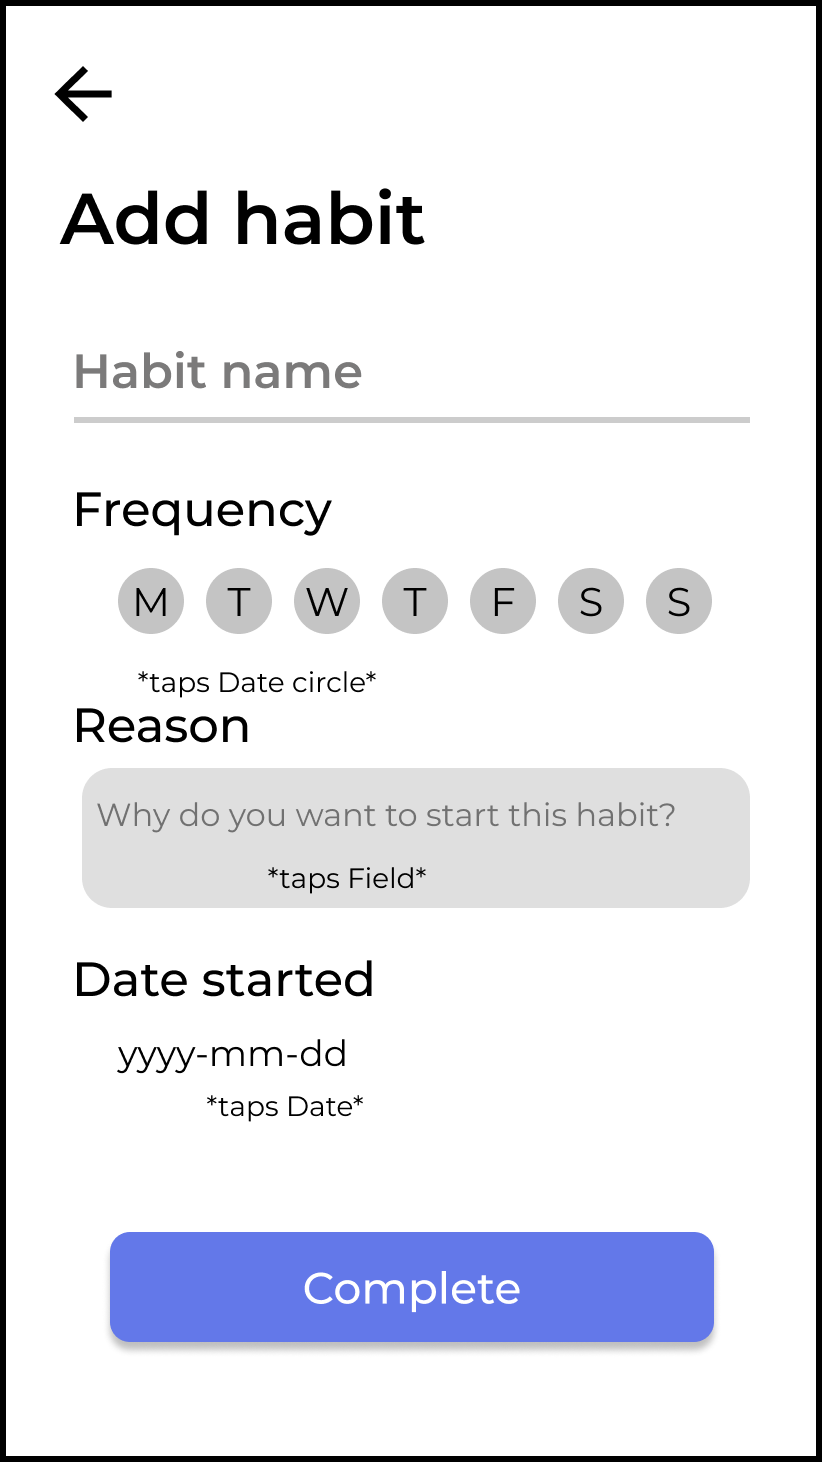 Add habit
Habit name
Frequency
M T W T F S S
*taps Date circle*
Reason
Why do you want to start this habit?
*taps Field*
Date started
yyyy-mm-dd
*taps Date*
Complete